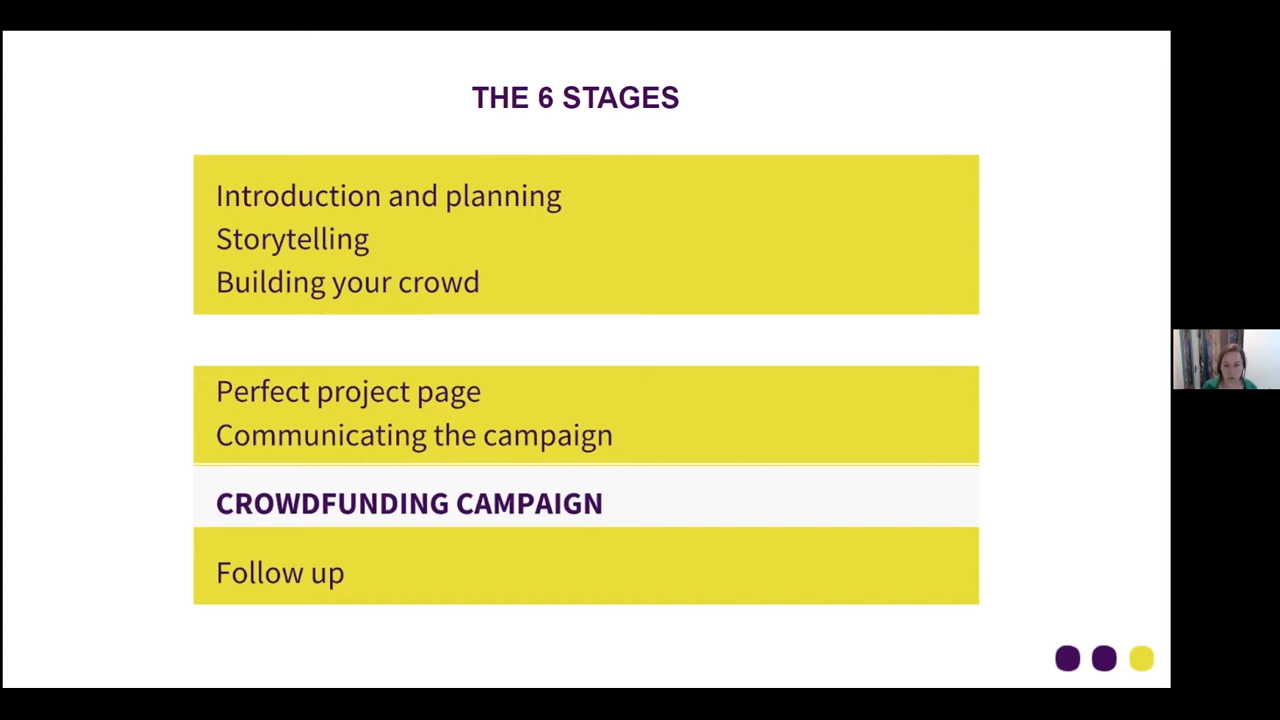 THE 6 STAGES
Introduction and planning
Storytelling
Building your crowd
Perfect project page
Communicating the campaign
CROWDFUNDING CAMPAIGN
Follow up